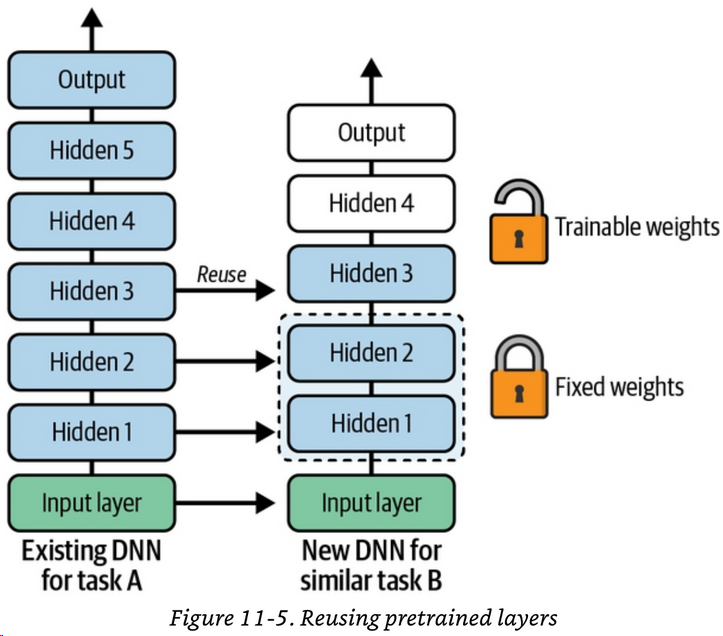 Output
Hidden 5
Hidden 4
Hidden 3
Hidden 2
Hidden 1
Input layer
Existing DNN
for task A
Reuse
Output
Hidden 4
Hidden 3
Hidden 2
Hidden 1
Input layer
New DNN for
similar task B
Trainable weights
Fixed weights
Figure 11-5. Reusing pretrained layers